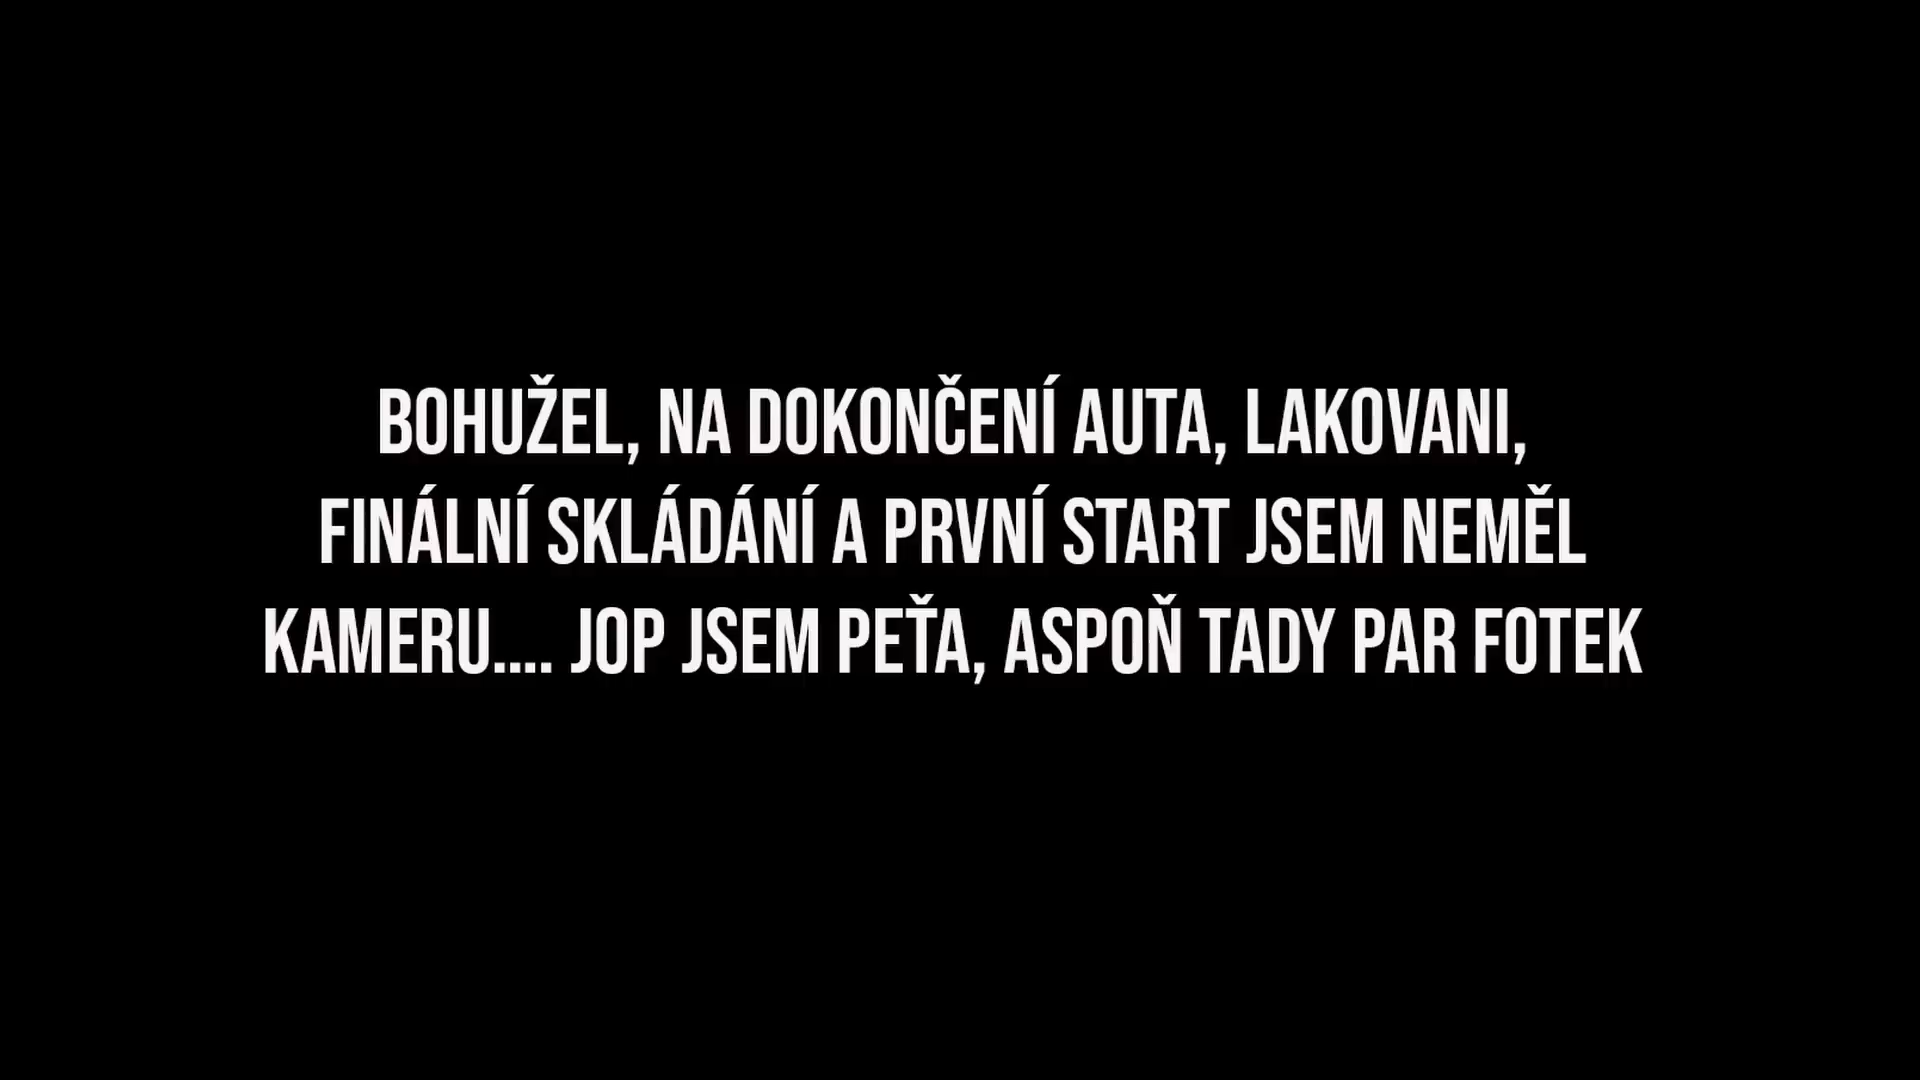 BOHUŽEL, NA DOKONČENÍ AUTA, LAKOVANI,
FINÁLNÍ SKLÁDÁNÍ A PRVNÍ START JSEM NEMĚL
KAMERU.... JOP JSEM PEŤA, ASPOŇ TADY PAR FOTEK